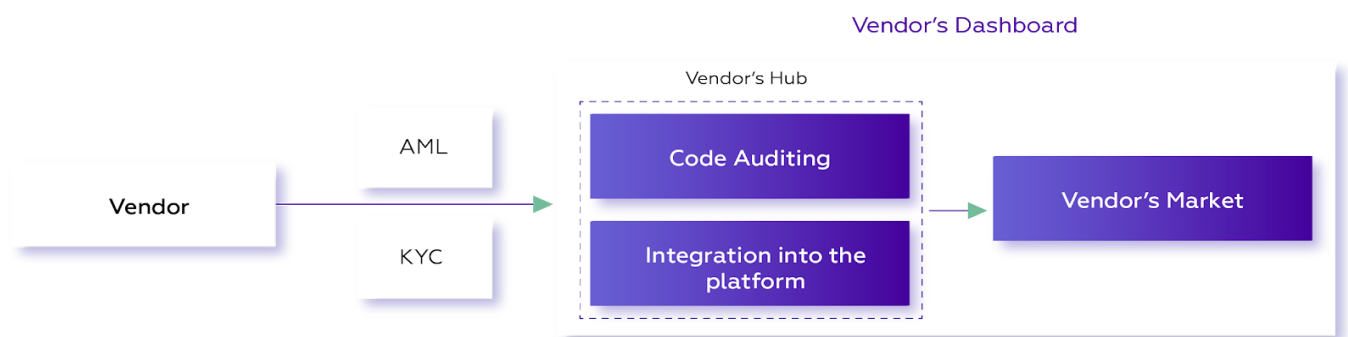 Vendor's Dashboard
Vendor's Hub
AML
Code Auditing
Vendor
Vendor's Market
KYC
Integration into the
platform